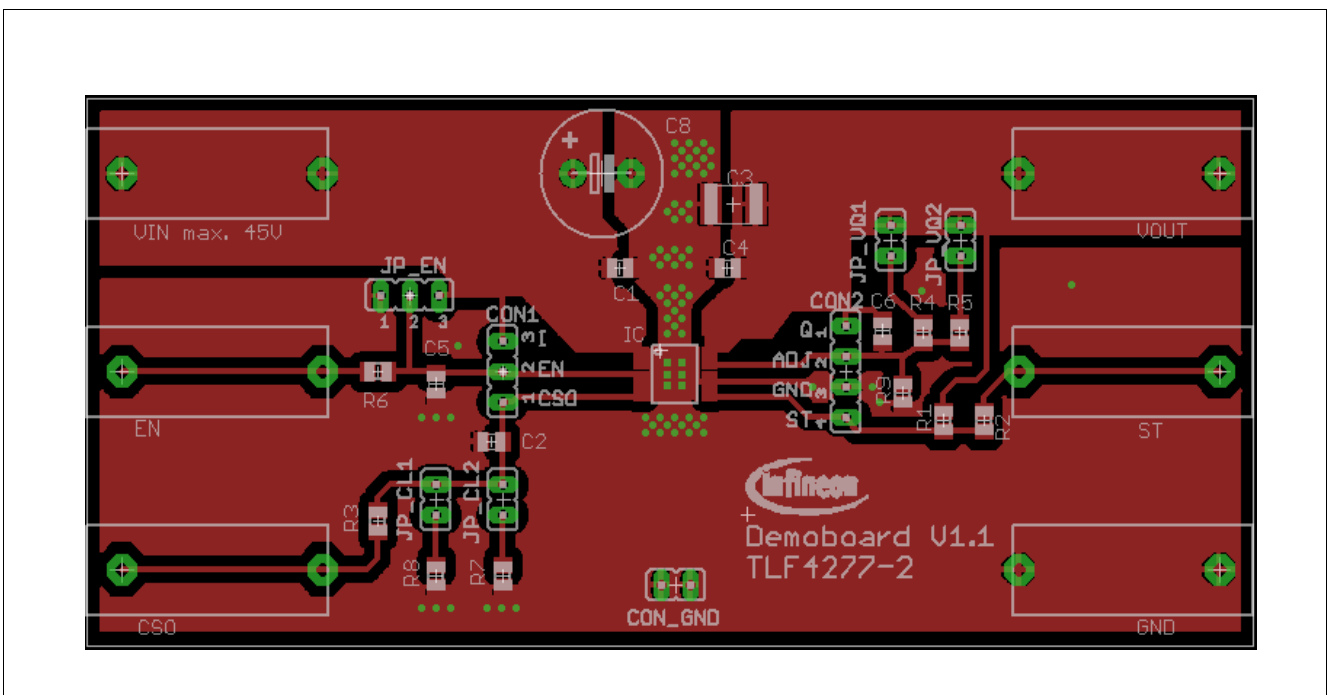 C8
C3
VIN max. 45V
VOUT
JP_VQ1
JP_VQ2
C4
JP_EN
1 2 3
C1
CON1
3 I
2 EN
1 CSO
C5
R6
EN
IC
CON2
Q 1
ADJ 2
GND 3
ST 4
C6
R4
R5
R9
R1
R2
ST
C2
JP_CL1
JP_CL2
R3
R8
R7
CSO
infineon
Demoboard V1.1
TLF4277-2
CON_GND
GND